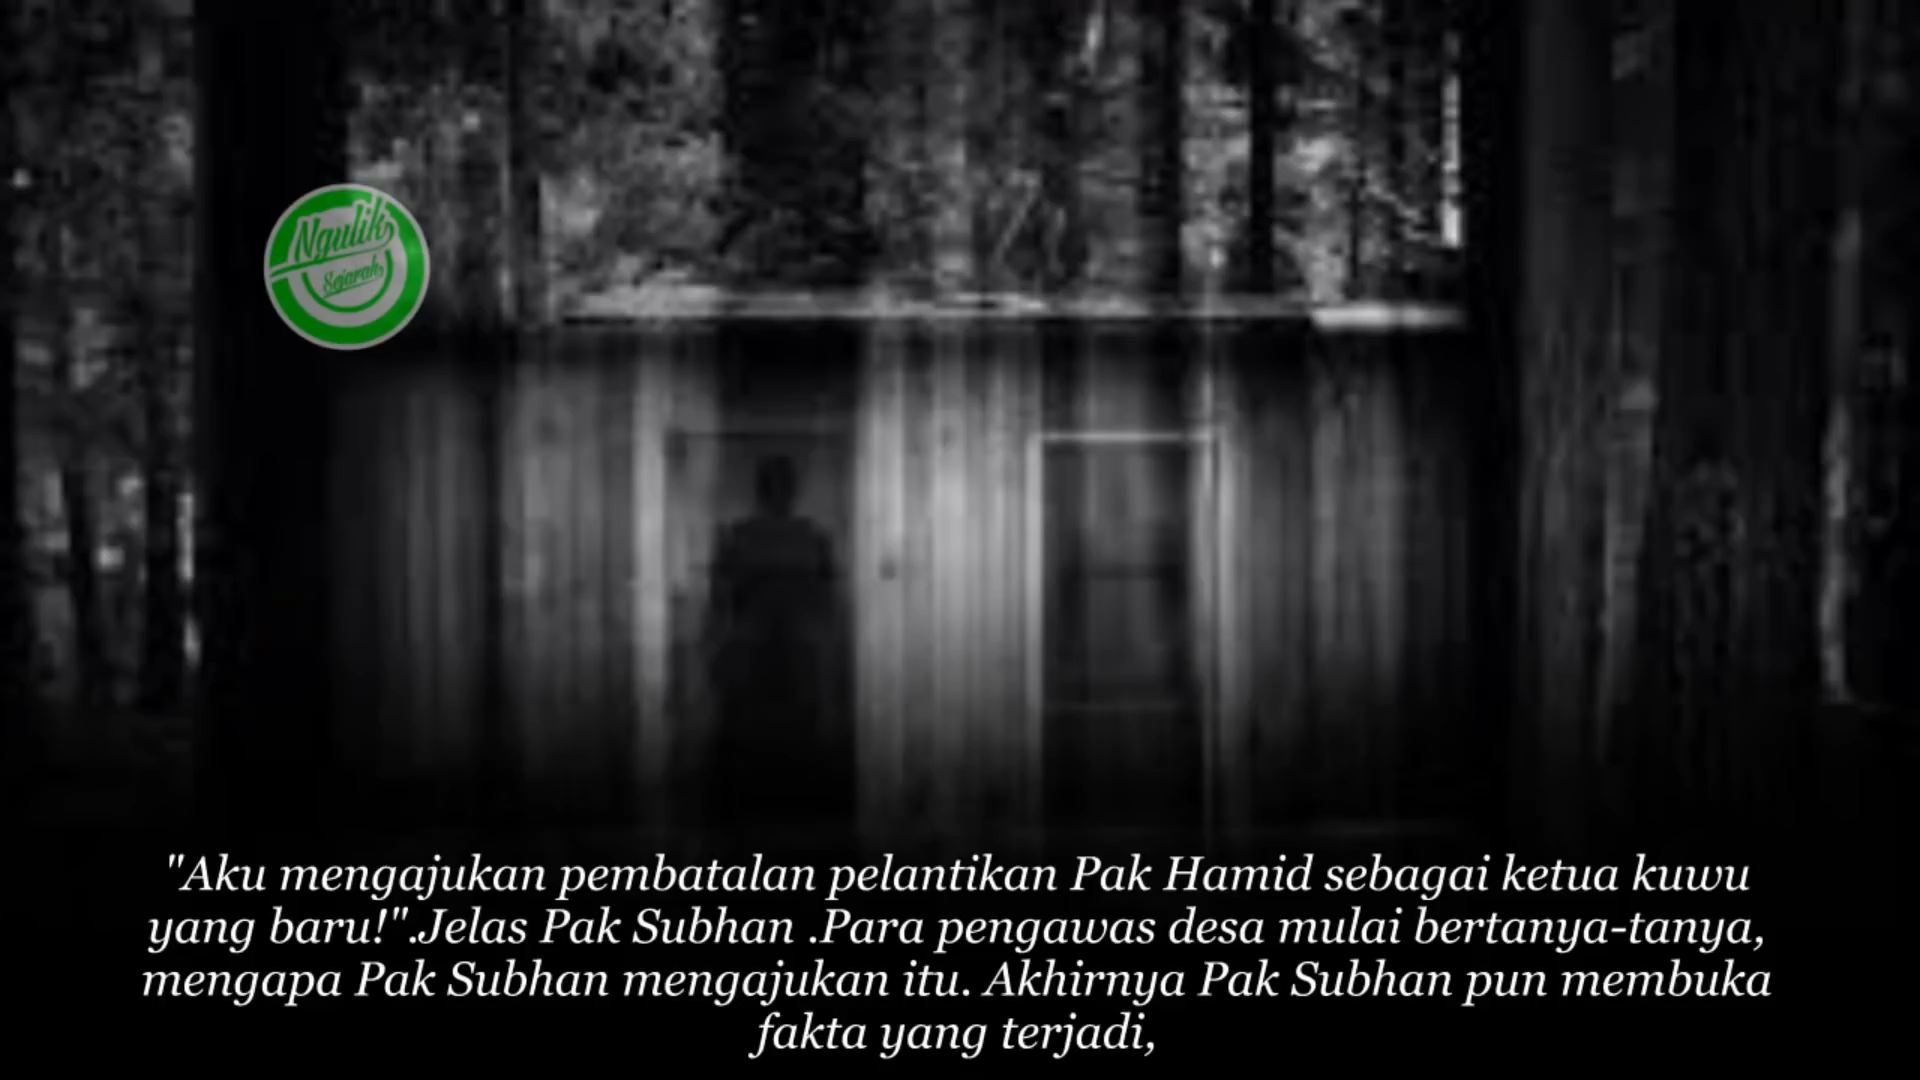 Ngulik
Sejarah
"Aku mengajukan pembatalan pelantikan Pak Hamid sebagai ketua kuwu
yang baru!".Jelas Pak Subhan .Para pengawas desa mulai bertanya-tanya,
mengapa Pak Subhan mengajukan itu. Akhirnya Pak Subhan pun membuka
fakta yang terjadi,